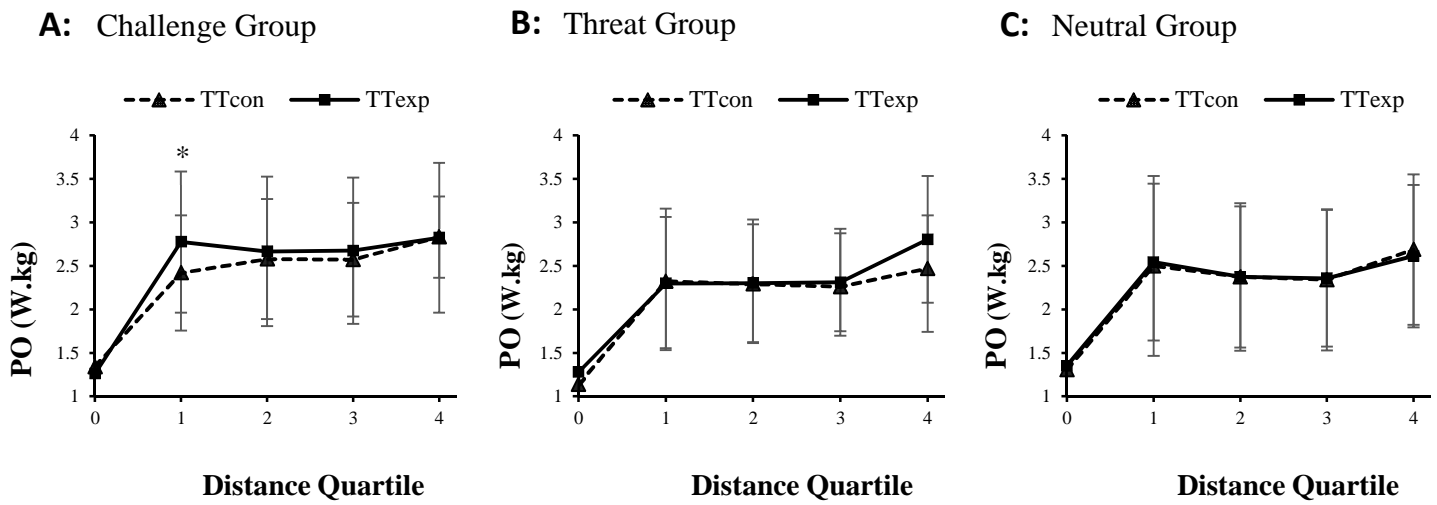 A: Challenge Group
TTcon TTexp
4
3.5
3
2.5
2
1.5
1
*
0 1 2 3 4
PO (W.kg)
Distance Quartile
B: Threat Group
TTcon TTexp
4
3.5
3
2.5
2
1.5
1
0 1 2 3 4
PO (W.kg)
C: Neutral Group
TTcon TTexp
4
3.5
3
2.5
2
1.5
1
0 1 2 3 4
PO (W.kg)
Distance Quartile